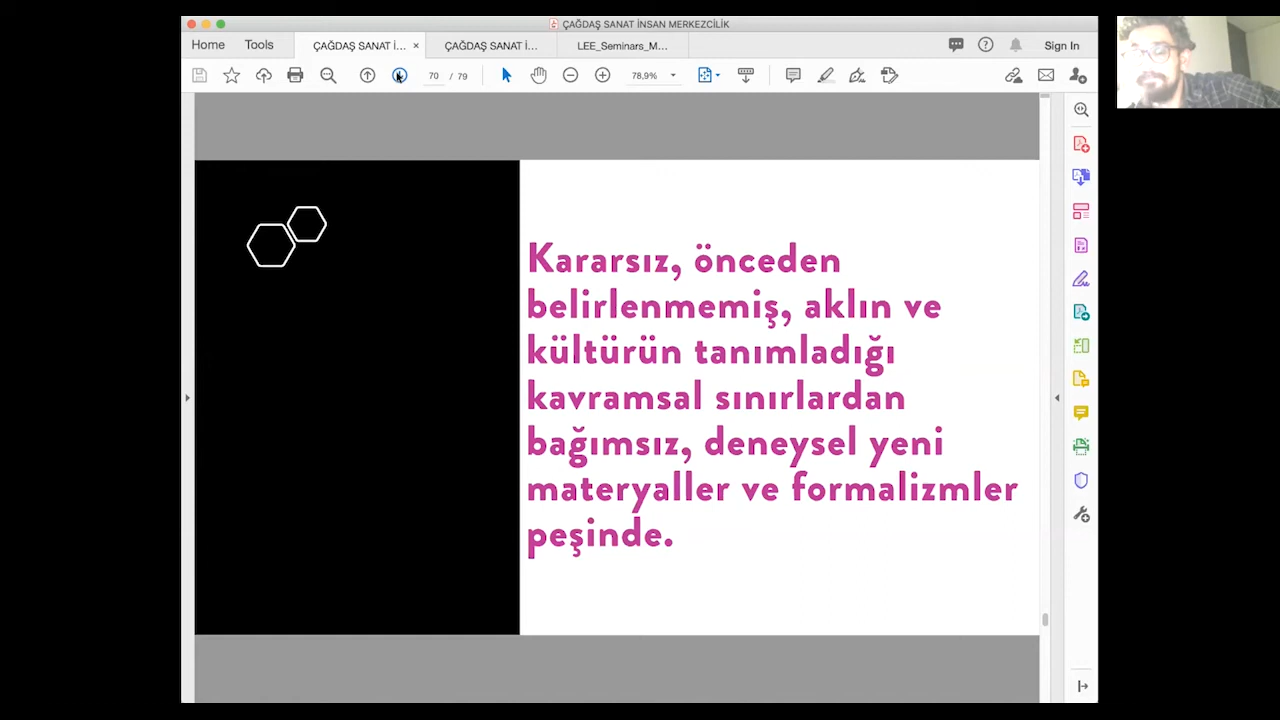 ÇAĞDAŞ SANAT İNSAN MERKEZCİLİK
Home Tools ÇAĞDAŞ SANAT İ... × ÇAĞDAŞ SANAT İ... LEE_Seminars_M... Sign In
70 / 79 78,9%
Kararsız, önceden
belirlenmemiş, aklın ve
kültürün tanımladığı
kavramsal sınırlardan
bağımsız, deneysel yeni
materyaller ve formalizmler
peşinde.